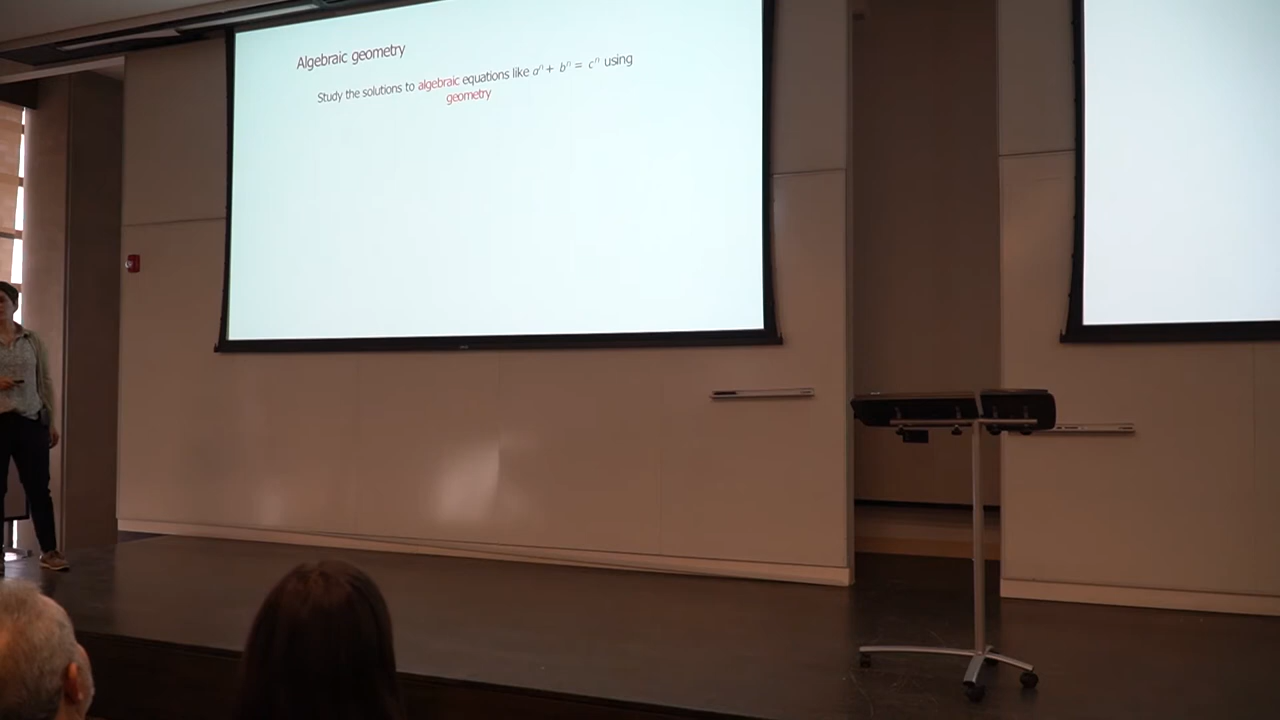 Algebraic geometry
Study the solutions to algebraic equations like aⁿ + bⁿ = cⁿ using
geometry